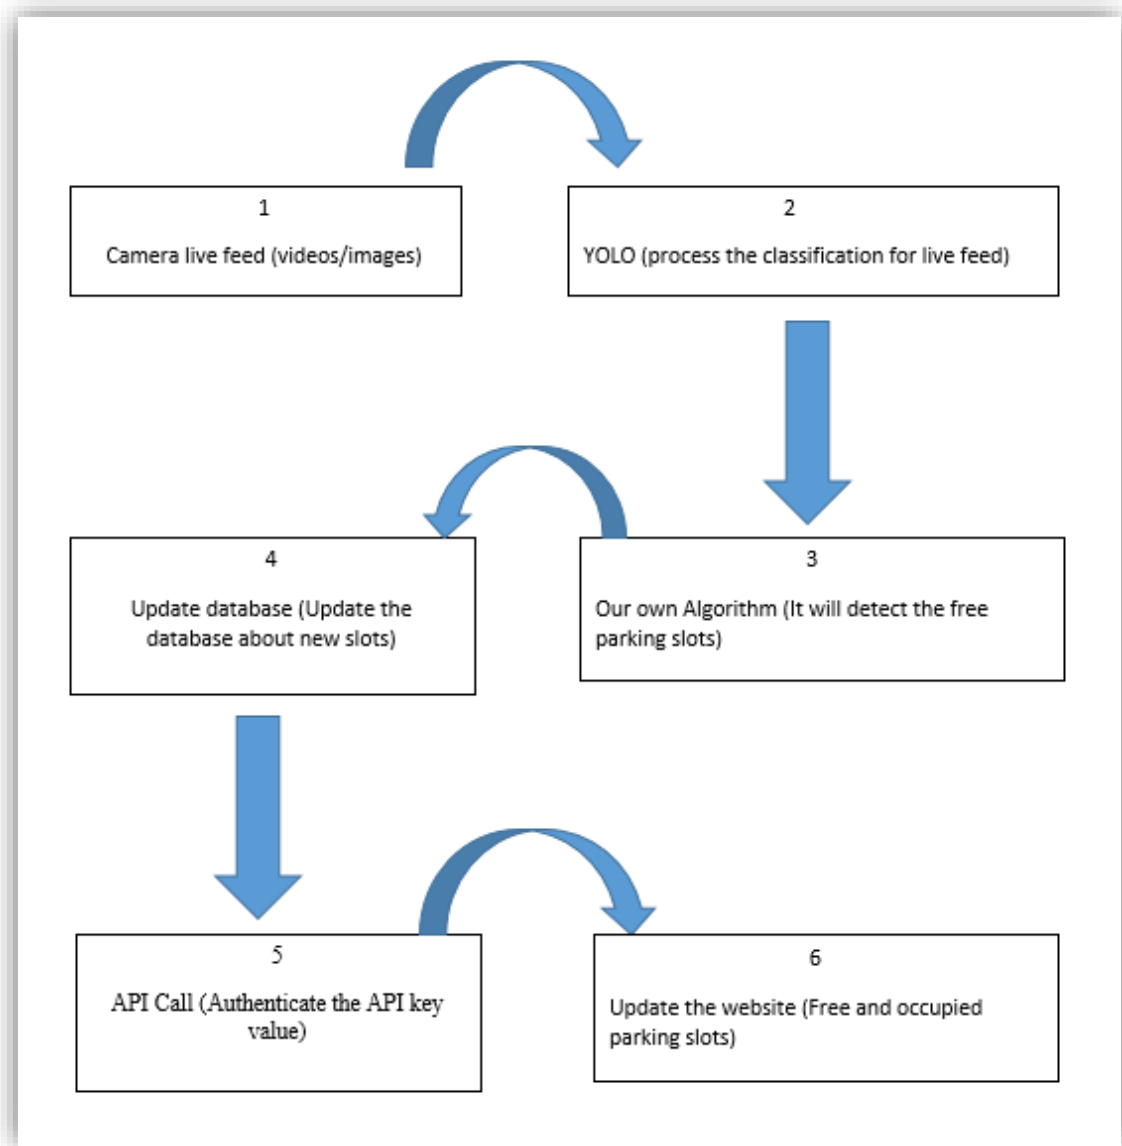 1
Camera live feed (videos/images)
2
YOLO (process the classification for live feed)
3
Our own Algorithm (It will detect the free
parking slots)
4
Update database (Update the
database about new slots)
5
API Call (Authenticate the API key
value)
6
Update the website (Free and occupied
parking slots)